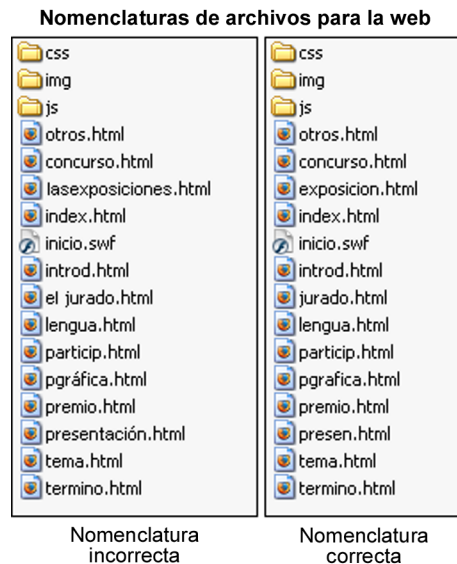 Nomenclaturas de archivos para la web
css
img
js
otros.html
concurso.html
lasexposiciones.html
index.html
inicio.swf
introd.html
el jurado.html
lengua.html
particip.html
pgráfica.html
premio.html
presentación.html
tema.html
termino.html
Nomenclatura
incorrecta
css
img
js
otros.html
concurso.html
exposicion.html
index.html
inicio.swf
introd.html
jurado.html
lengua.html
particip.html
pgrafica.html
premio.html
presen.html
tema.html
termino.html
Nomenclatura
correcta